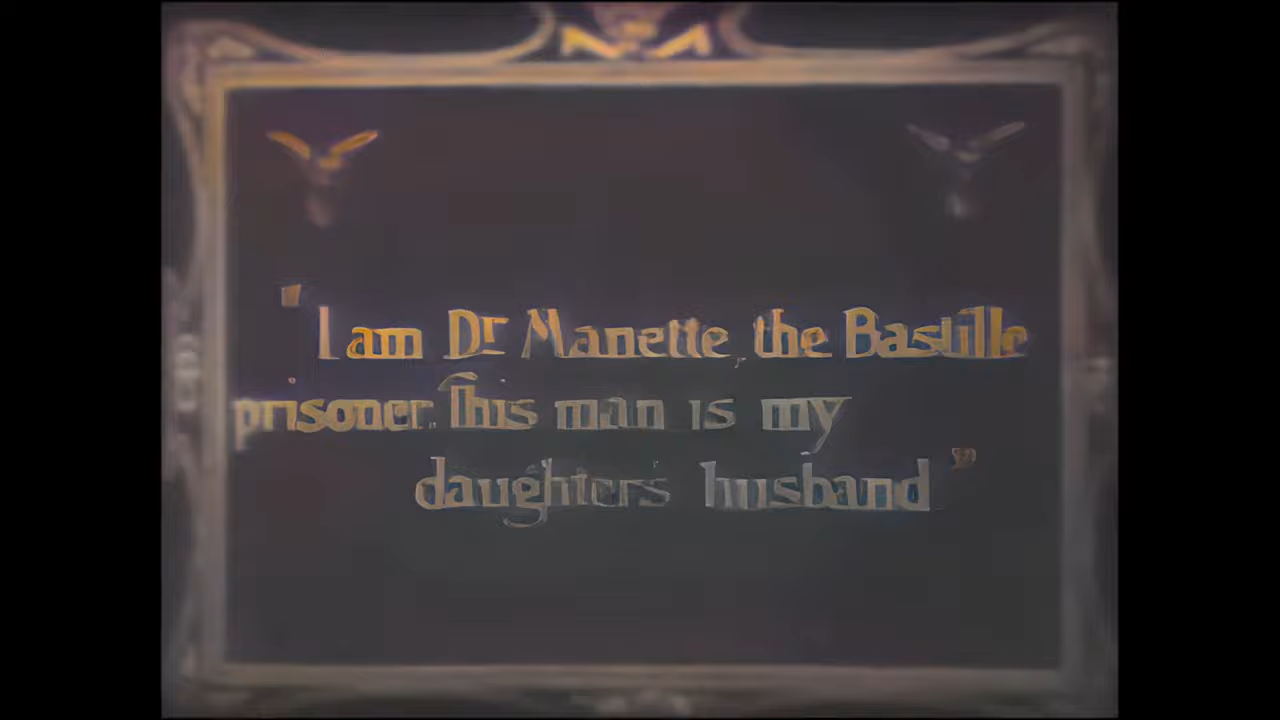 "I am Dr Manette, the Bastille
prisoner. This man is my
daughter's husband"